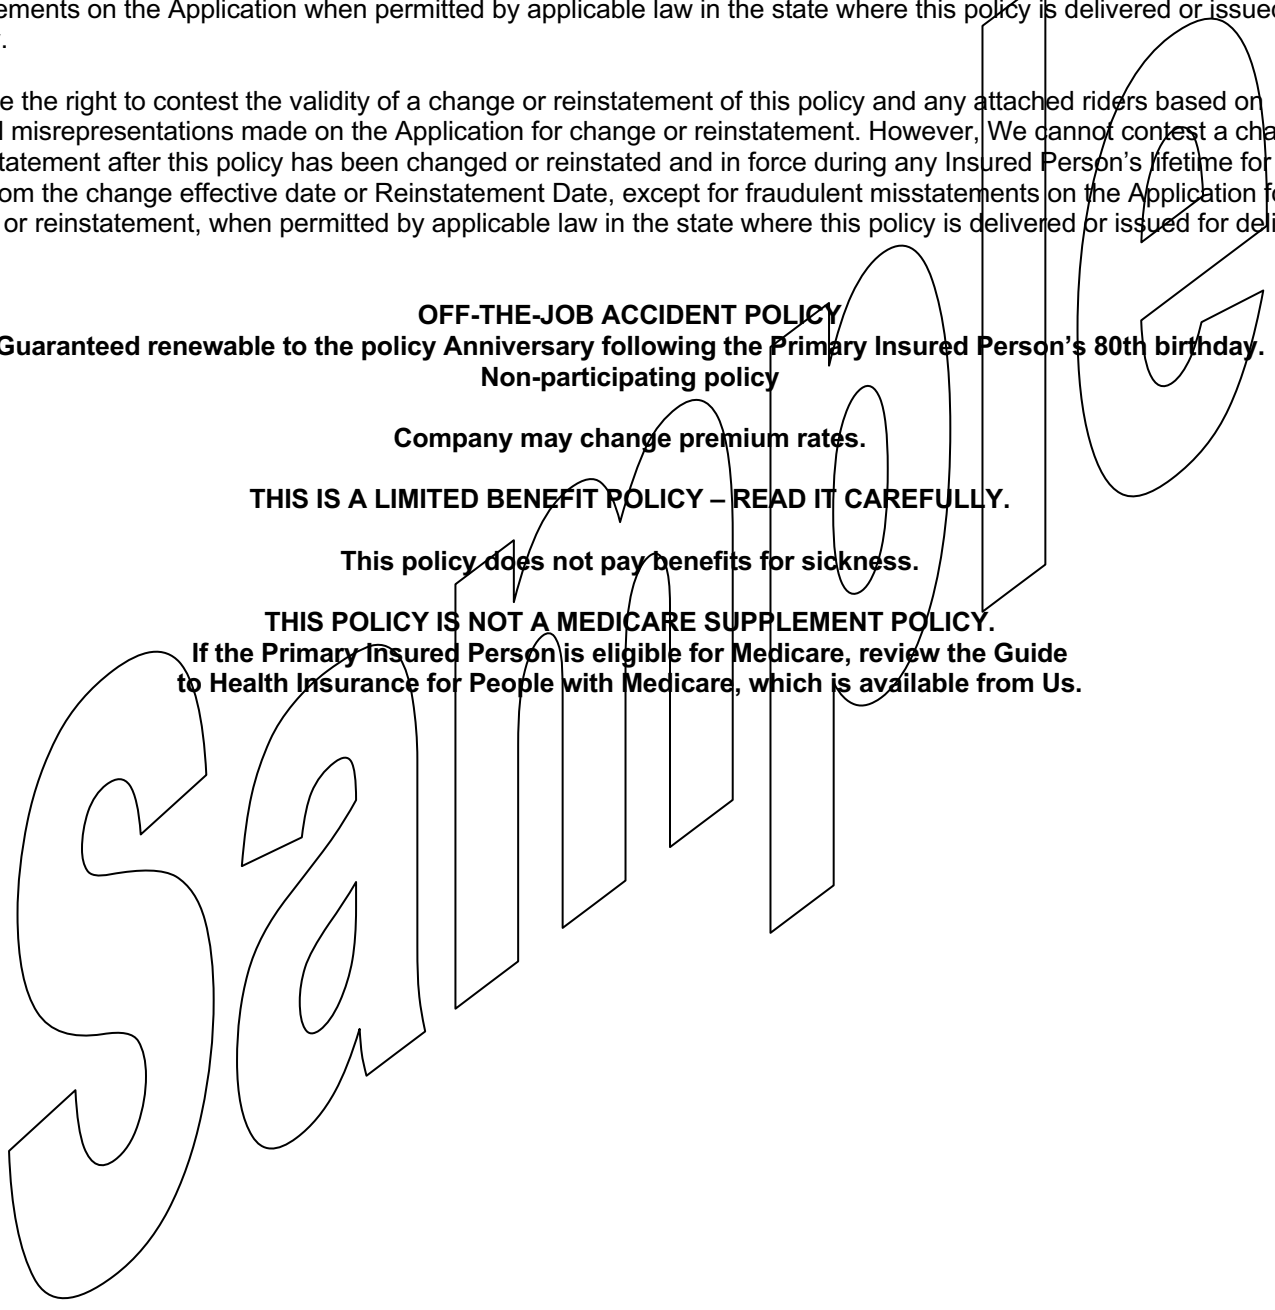 ements on the Application when permitted by applicable law in the state where this policy is delivered or issued
.
e the right to contest the validity of a change or reinstatement of this policy and any attached riders based on
misrepresentations made on the Application for change or reinstatement. However, We cannot contest a cha
tatement after this policy has been changed or reinstated and in force during any Insured Person’s lifetime for
om the change effective date or Reinstatement Date, except for fraudulent misstatements on the Application fo
or reinstatement, when permitted by applicable law in the state where this policy is delivered or issued for deli
OFF-THE-JOB ACCIDENT POLICY
Guaranteed renewable to the policy Anniversary following the Primary Insured Person’s 80th birthday.
Non-participating policy
Company may change premium rates.
THIS IS A LIMITED BENEFIT POLICY – READ IT CAREFULLY.
This policy does not pay benefits for sickness.
THIS POLICY IS NOT A MEDICARE SUPPLEMENT POLICY.
If the Primary Insured Person is eligible for Medicare, review the Guide
to Health Insurance for People with Medicare, which is available from Us.
Sample